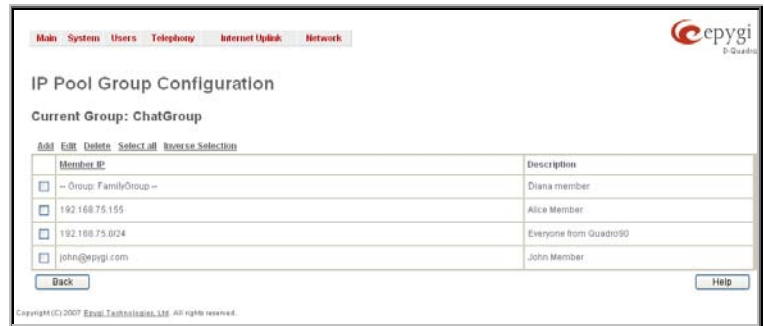 Main System Users Telephony Internet Uplink Network
epygi
D-Quadro
IP Pool Group Configuration
Current Group: ChatGroup
Add Edit Delete Select all Inverse Selection
Member IP Description
-- Group: FamilyGroup -- Diana member
192.168.75.155 Alice Member
192.168.75.0/24 Everyone from Quadro90
john@epygi.com John Member
Back Help
Copyright (C) 2007 Epygi Technologies, Ltd. All rights reserved.